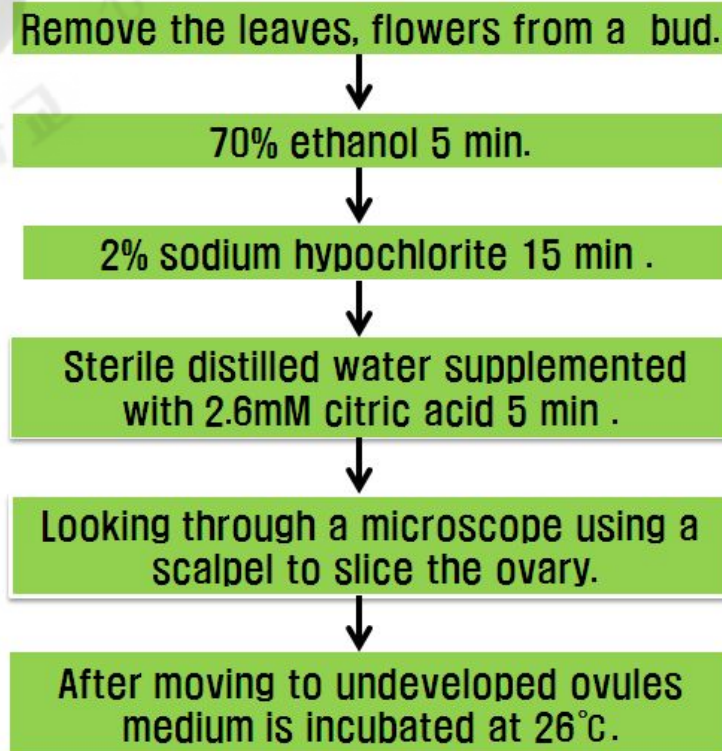 Remove the leaves, flowers from a bud.
70% ethanol 5 min.
2% sodium hypochlorite 15 min .
Sterile distilled water supplemented
with 2.6mM citric acid 5 min .
Looking through a microscope using a
scalpel to slice the ovary.
After moving to undeveloped ovules
medium is incubated at 26℃.